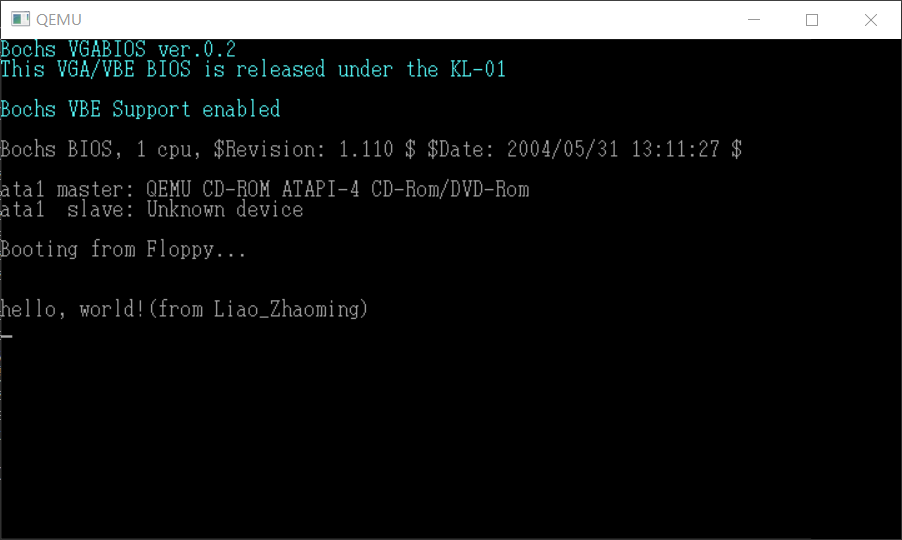 QEMU
Bochs VGABIOS ver.0.2
This VGA/VBE BIOS is released under the KL-01
Bochs VBE Support enabled
Bochs BIOS, 1 cpu, $Revision: 1.110 $ $Date: 2004/05/31 13:11:27 $
ata1 master: QEMU CD-ROM ATAPI-4 CD-Rom/DVD-Rom
ata1  slave: Unknown device
Booting from Floppy...
hello, world!(from Liao_Zhaoming)